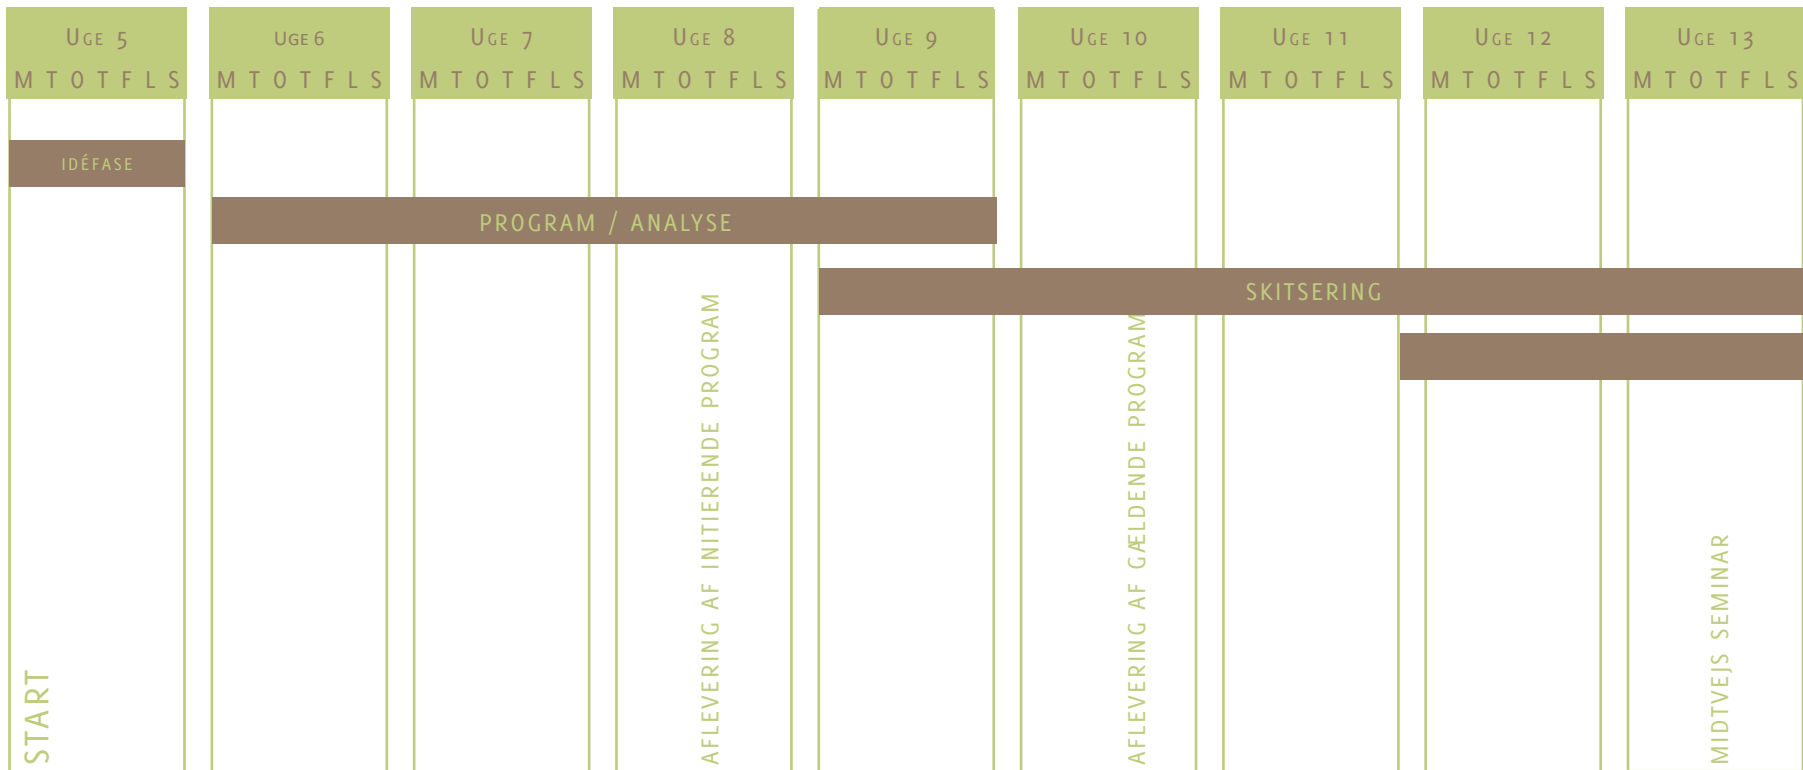 Uge 5 Uge 6 Uge 7 Uge 8 Uge 9 Uge 10 Uge 11 Uge 12 Uge 13
M T O T F L S M T O T F L S M T O T F L S M T O T F L S M T O T F L S M T O T F L S M T O T F L S M T O T F L S M T O T F L S
IDÉFASE
PROGRAM / ANALYSE
SKITSERING
START
AFLEVERING AF INITIERENDE PROGRAM
AFLEVERING AF GÆLDENDE PROGRAM
MIDTVEJS SEMINAR